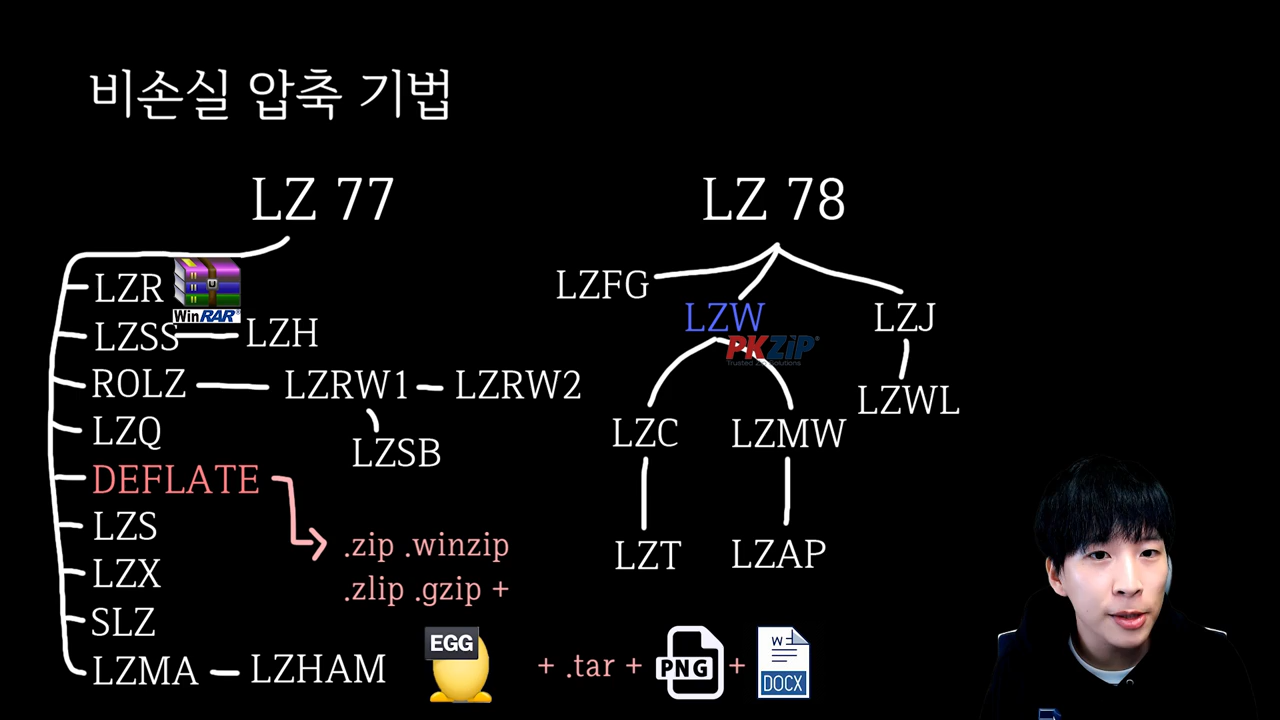 비손실 압축 기법
LZ 77
LZR
WinRAR
LZSS
LZH
ROLZ
LZRW1
LZRW2
LZSB
LZQ
DEFLATE
.zip .winzip
.zlip .gzip +
LZS
LZX
SLZ
LZMA
LZHAM
EGG
+ .tar +
PNG
+
W
DOCX
LZ 78
LZFG
LZW
PKZiP
LZJ
LZWL
LZC
LZMW
LZT
LZAP